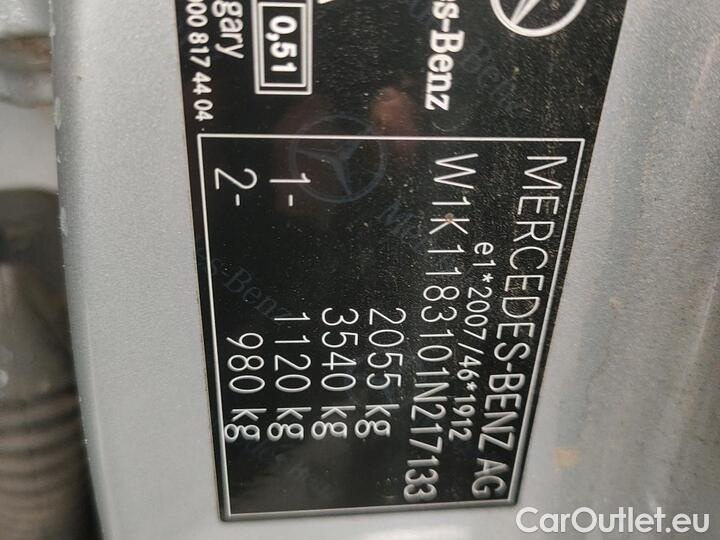 es-Benz
gary
0,51
000 817 44 04
MERCEDES-BENZ AG
e1*2007/46*1912
W1K1183101N217133
2055 kg
3540 kg
1- 1120 kg
2- 980 kg
CarOutlet.eu